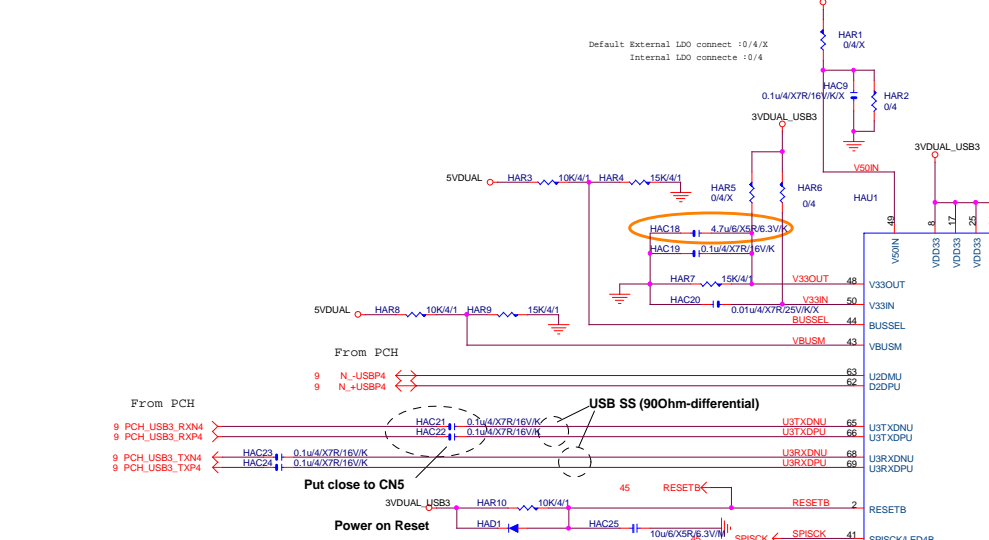 HAR1
0/4/X
Default External LDO connect :0/4/X
Internal LDO connecte :0/4
HAC9
0.1u/4/X7R/16V/K/X
HAR2
0/4
3VDUAL_USB3
3VDUAL_USB3
V50IN
5VDUAL
HAR3
10K/4/1
HAR4
15K/4/1
HAR5
0/4/X
HAR6
0/4
HAU1
49
8
17
25
V50IN
VDD33
VDD33
VDD33
HAC18
4.7u/6/X5R/6.3V/K
HAC19
0.1u/4/X7R/16V/K
HAR7
15K/4/1
V33OUT
48
V33OUT
HAC20
0.01u/4/X7R/25V/K/X
V33IN
50
V33IN
5VDUAL
HAR8
10K/4/1
HAR9
15K/4/1
BUSSEL
44
BUSSEL
VBUSM
43
VBUSM
From PCH
9 N_-USBP4
63
U2DMU
9 N_+USBP4
62
D2DPU
From PCH
USB SS (90Ohm-differential)
9 PCH_USB3_RXN4
HAC21
0.1u/4/X7R/16V/K
U3TXDNU
65
U3TXDNU
9 PCH_USB3_RXP4
HAC22
0.1u/4/X7R/16V/K
U3TXDPU
66
U3TXDPU
9 PCH_USB3_TXN4
HAC23
0.1u/4/X7R/16V/K
U3RXDNU
68
U3RXDNU
9 PCH_USB3_TXP4
HAC24
0.1u/4/X7R/16V/K
U3RXDPU
69
U3RXDPU
Put close to CN5
45 RESETB
3VDUAL_USB3
HAR10
10K/4/1
RESETB
2
RESETB
Power on Reset
HAD1
HAC25
10u/6/X5R/6.3V/M
45 SPISCK
SPISCK
41
SPISCK/LED4B